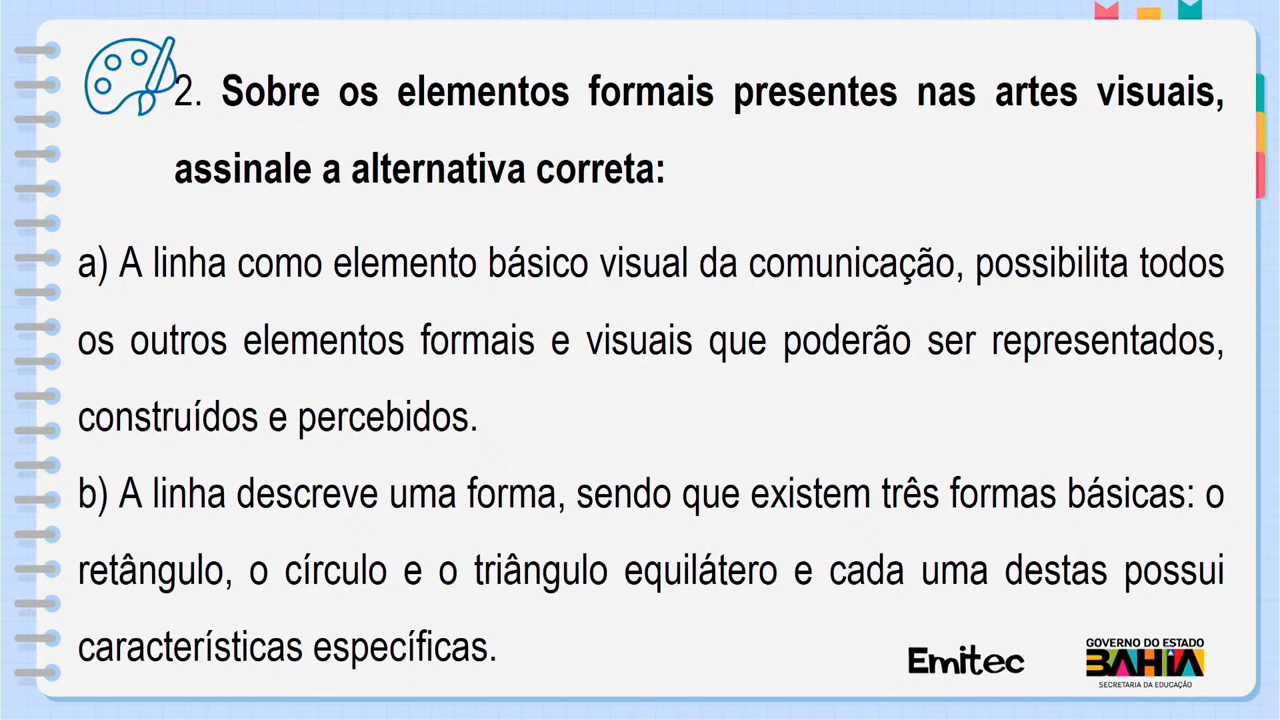 2. Sobre os elementos formais presentes nas artes visuais,
assinale a alternativa correta:
a) A linha como elemento básico visual da comunicação, possibilita todos
os outros elementos formais e visuais que poderão ser representados,
construídos e percebidos.
b) A linha descreve uma forma, sendo que existem três formas básicas: o
retângulo, o círculo e o triângulo equilátero e cada uma destas possui
características específicas.
Emitec
GOVERNO DO ESTADO
BAHIA
SECRETARIA DA EDUCAÇÃO